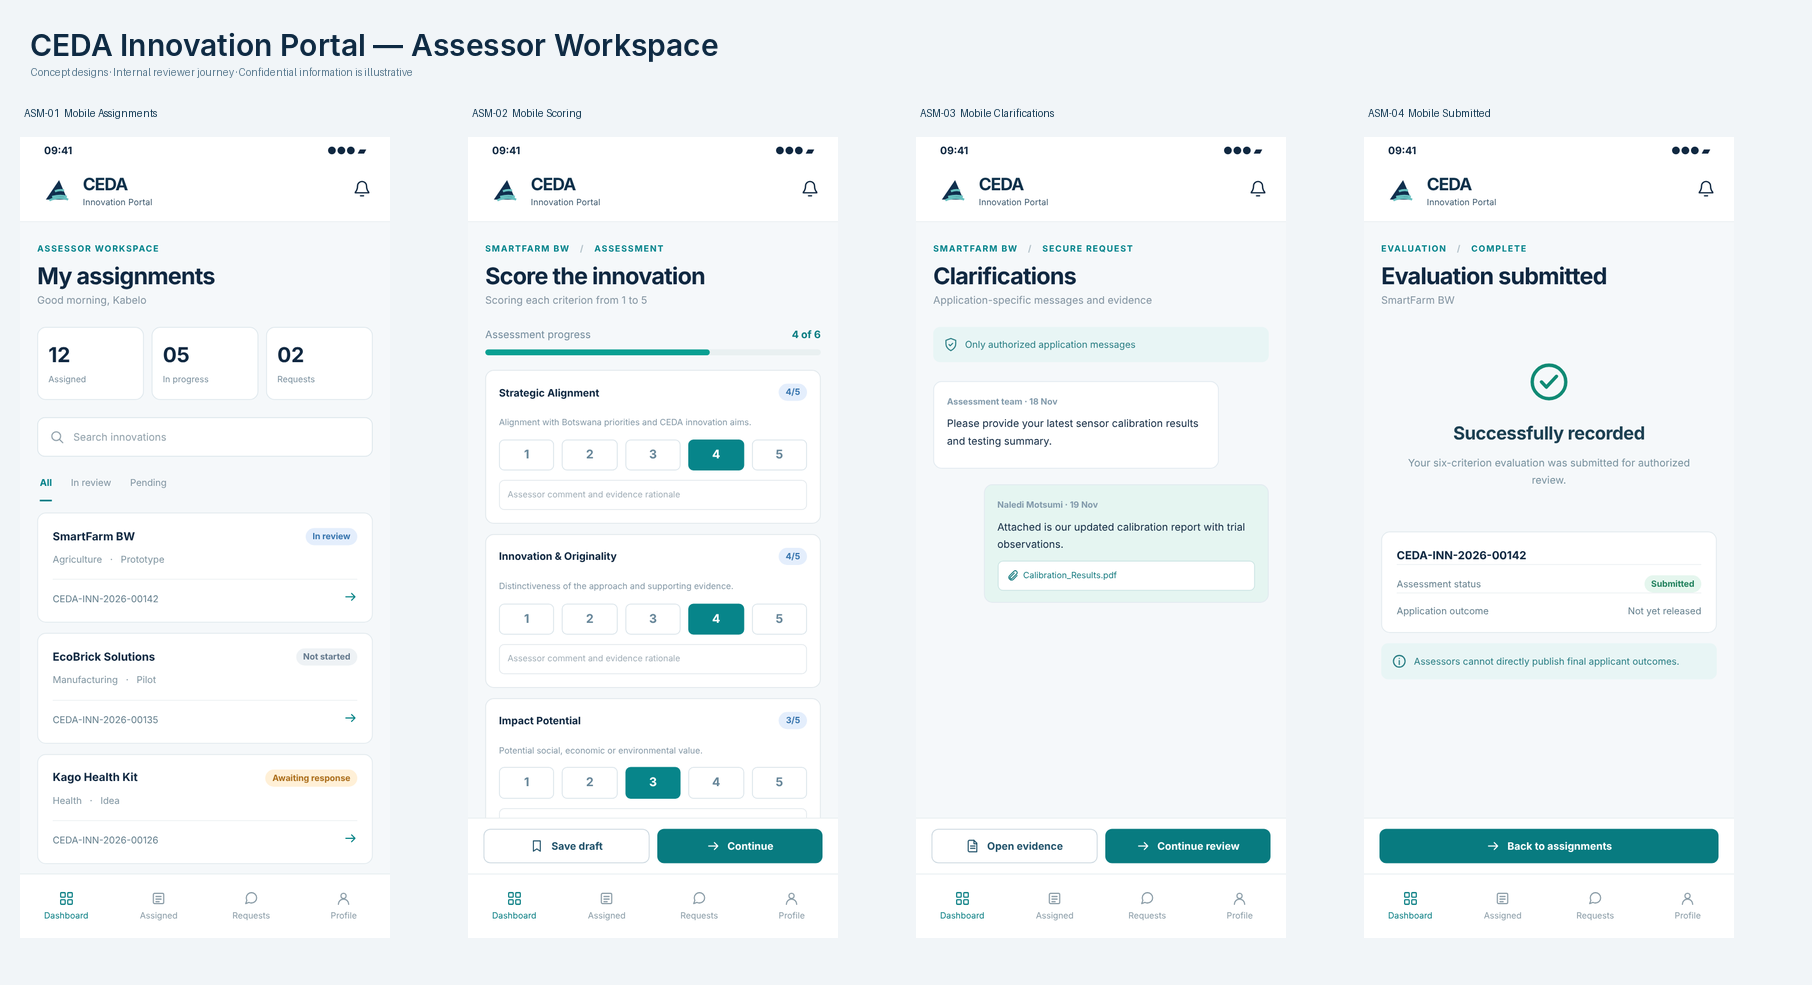 CEDA Innovation Portal — Assessor Workspace
Concept designs · Internal reviewer journey · Confidential information is illustrative
ASM-01 Mobile Assignments
09:41
CEDA
Innovation Portal
ASSESSOR WORKSPACE
My assignments
Good morning, Kabelo
12
Assigned
05
In progress
02
Requests
Search innovations
All In review Pending
SmartFarm BW
In review
Agriculture · Prototype
CEDA-INN-2026-00142
EcoBrick Solutions
Not started
Manufacturing · Pilot
CEDA-INN-2026-00135
Kago Health Kit
Awaiting response
Health · Idea
CEDA-INN-2026-00126
Dashboard
Assigned
Requests
Profile
ASM-02 Mobile Scoring
09:41
CEDA
Innovation Portal
SMARTFARM BW / ASSESSMENT
Score the innovation
Scoring each criterion from 1 to 5
Assessment progress
4 of 6
Strategic Alignment
4/5
Alignment with Botswana priorities and CEDA innovation aims.
1 2 3 4 5
Assessor comment and evidence rationale
Innovation & Originality
4/5
Distinctiveness of the approach and supporting evidence.
1 2 3 4 5
Assessor comment and evidence rationale
Impact Potential
3/5
Potential social, economic or environmental value.
1 2 3 4 5
Save draft
Continue
Dashboard
Assigned
Requests
Profile
ASM-03 Mobile Clarifications
09:41
CEDA
Innovation Portal
SMARTFARM BW / SECURE REQUEST
Clarifications
Application-specific messages and evidence
Only authorized application messages
Assessment team · 18 Nov
Please provide your latest sensor calibration results
and testing summary.
Naledi Motsumi · 19 Nov
Attached is our updated calibration report with trial
observations.
Calibration_Results.pdf
Open evidence
Continue review
Dashboard
Assigned
Requests
Profile
ASM-04 Mobile Submitted
09:41
CEDA
Innovation Portal
EVALUATION / COMPLETE
Evaluation submitted
SmartFarm BW
Successfully recorded
Your six-criterion evaluation was submitted for authorized
review.
CEDA-INN-2026-00142
Assessment status
Submitted
Application outcome
Not yet released
Assessors cannot directly publish final applicant outcomes.
Back to assignments
Dashboard
Assigned
Requests
Profile